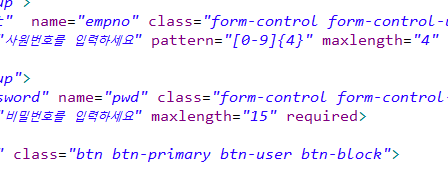 up">
t"  name="empno" class="form-control form-control-u
"사원번호를 입력하세요" pattern="[0-9]{4}" maxlength="4"
up">
sword" name="pwd" class="form-control form-control-
"비밀번호를 입력하세요" maxlength="15" required>
" class="btn btn-primary btn-user btn-block">